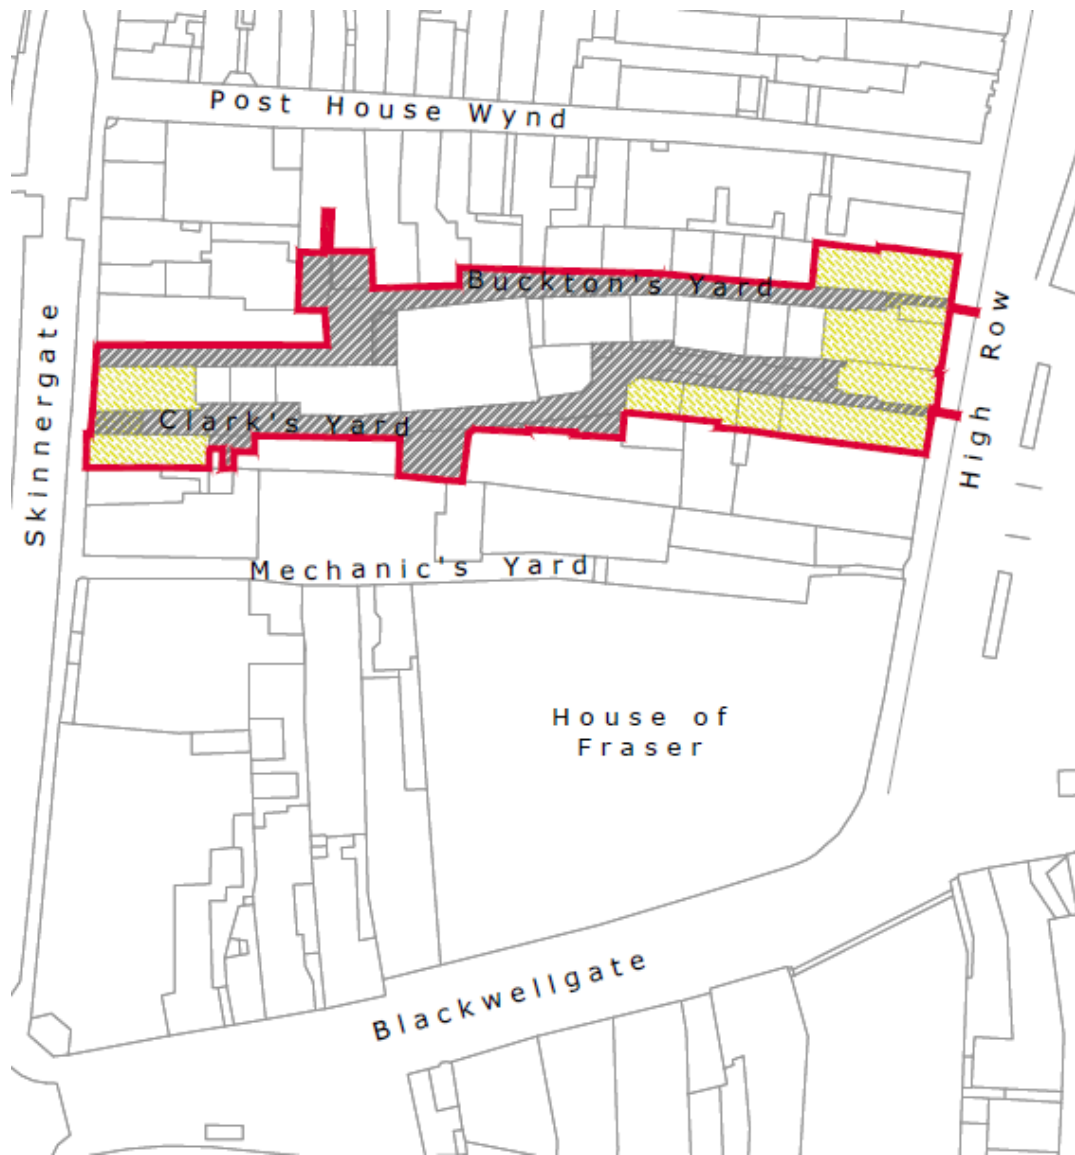 Post House Wynd
Buckton's Yard
High Row
Skinnergate
Clark's Yard
Mechanic's Yard
House of
Fraser
Blackwellgate